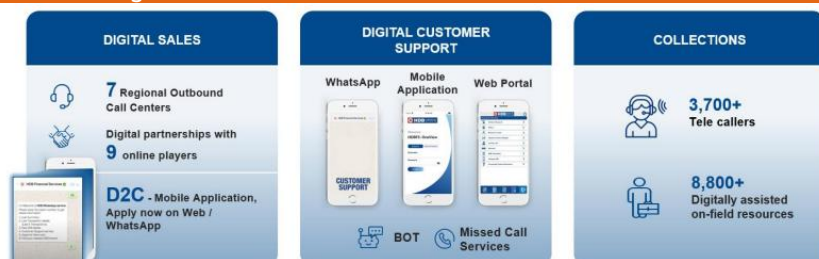 DIGITAL SALES
7 Regional Outbound
Call Centers
Digital partnerships with
9 online players
D2C - Mobile Application,
Apply now on Web /
WhatsApp
DIGITAL CUSTOMER
SUPPORT
WhatsApp
Mobile
Application
Web Portal
CUSTOMER
SUPPORT
HDB
BOT
Missed Call
Services
COLLECTIONS
3,700+
Tele callers
8,800+
Digitally assisted
on-field resources